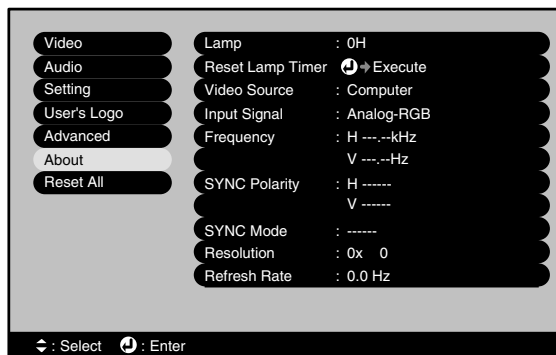 Video
Audio
Setting
User's Logo
Advanced
About
Reset All
Lamp : 0H
Reset Lamp Timer Execute
Video Source : Computer
Input Signal : Analog-RGB
Frequency : H ---.--kHz
V ---.--Hz
SYNC Polarity : H ------
V ------
SYNC Mode : ------
Resolution : 0x 0
Refresh Rate : 0.0 Hz
: Select : Enter